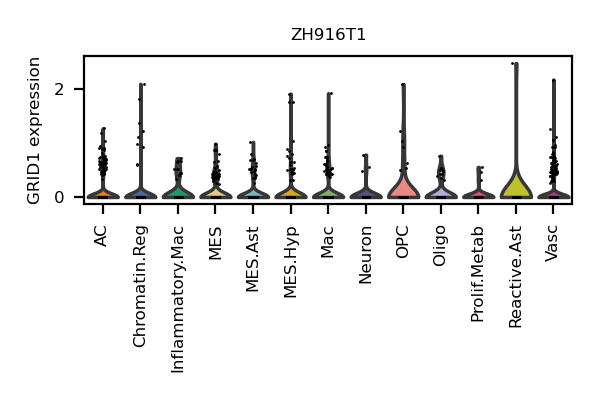 ZH916T1
GRID1 expression
2
0
AC
Chromatin.Reg
Inflammatory.Mac
MES
MES.Ast
MES.Hyp
Mac
Neuron
OPC
Oligo
Prolif.Metab
Reactive.Ast
Vasc